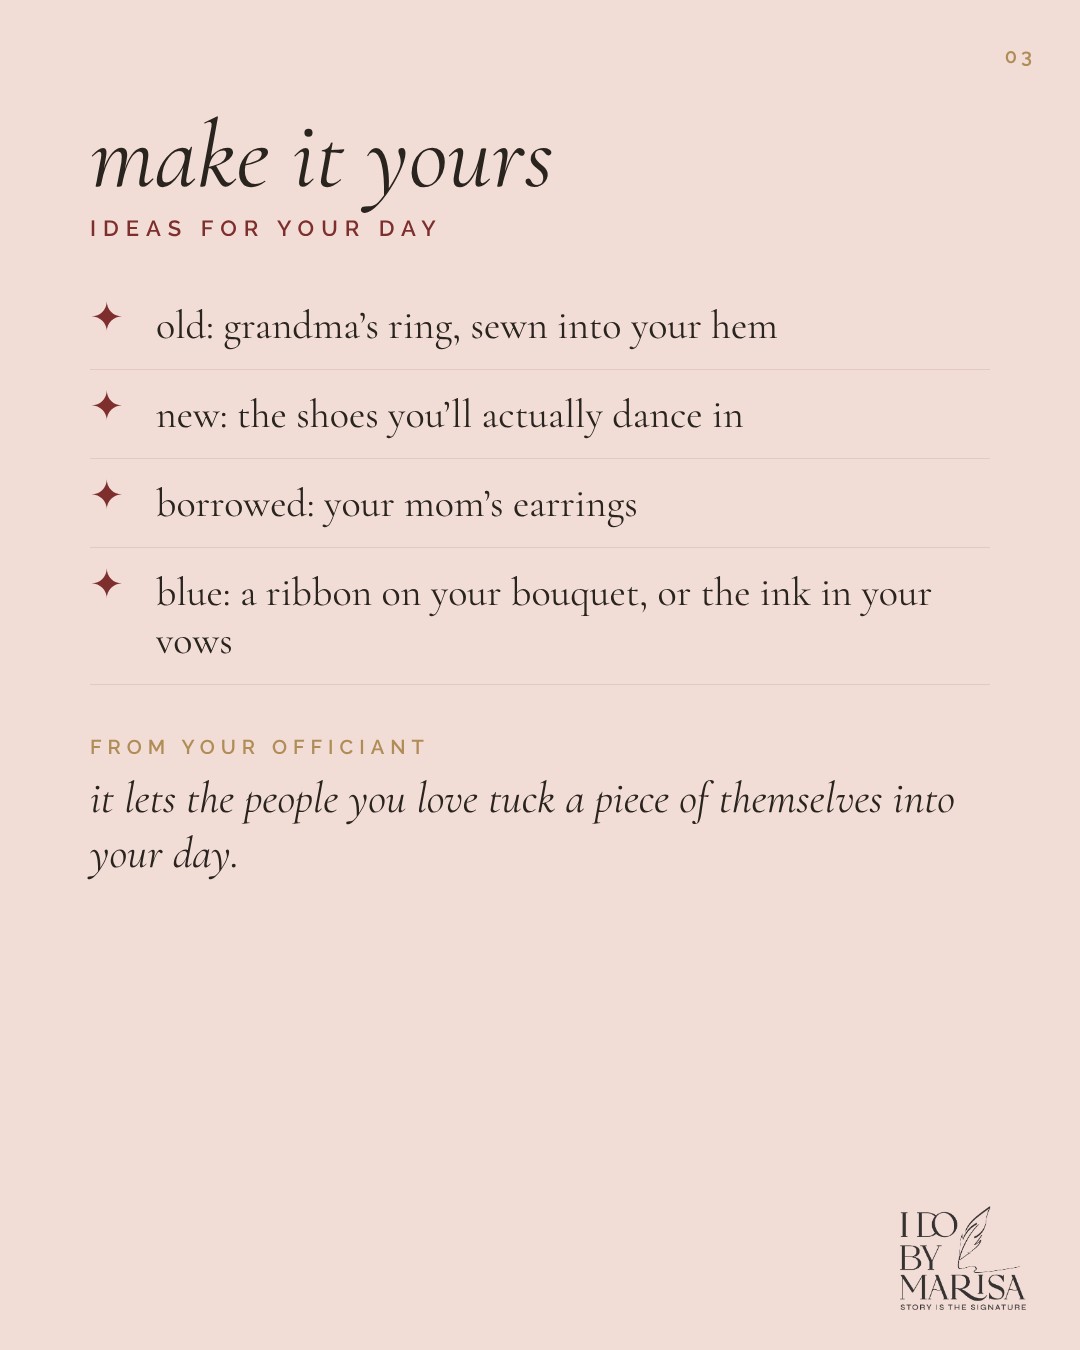 03
make it yours
IDEAS FOR YOUR DAY
old: grandma’s ring, sewn into your hem
new: the shoes you’ll actually dance in
borrowed: your mom’s earrings
blue: a ribbon on your bouquet, or the ink in your
vows
FROM YOUR OFFICIANT
it lets the people you love tuck a piece of themselves into
your day.
I DO
BY
MARISA
STORY IS THE SIGNATURE